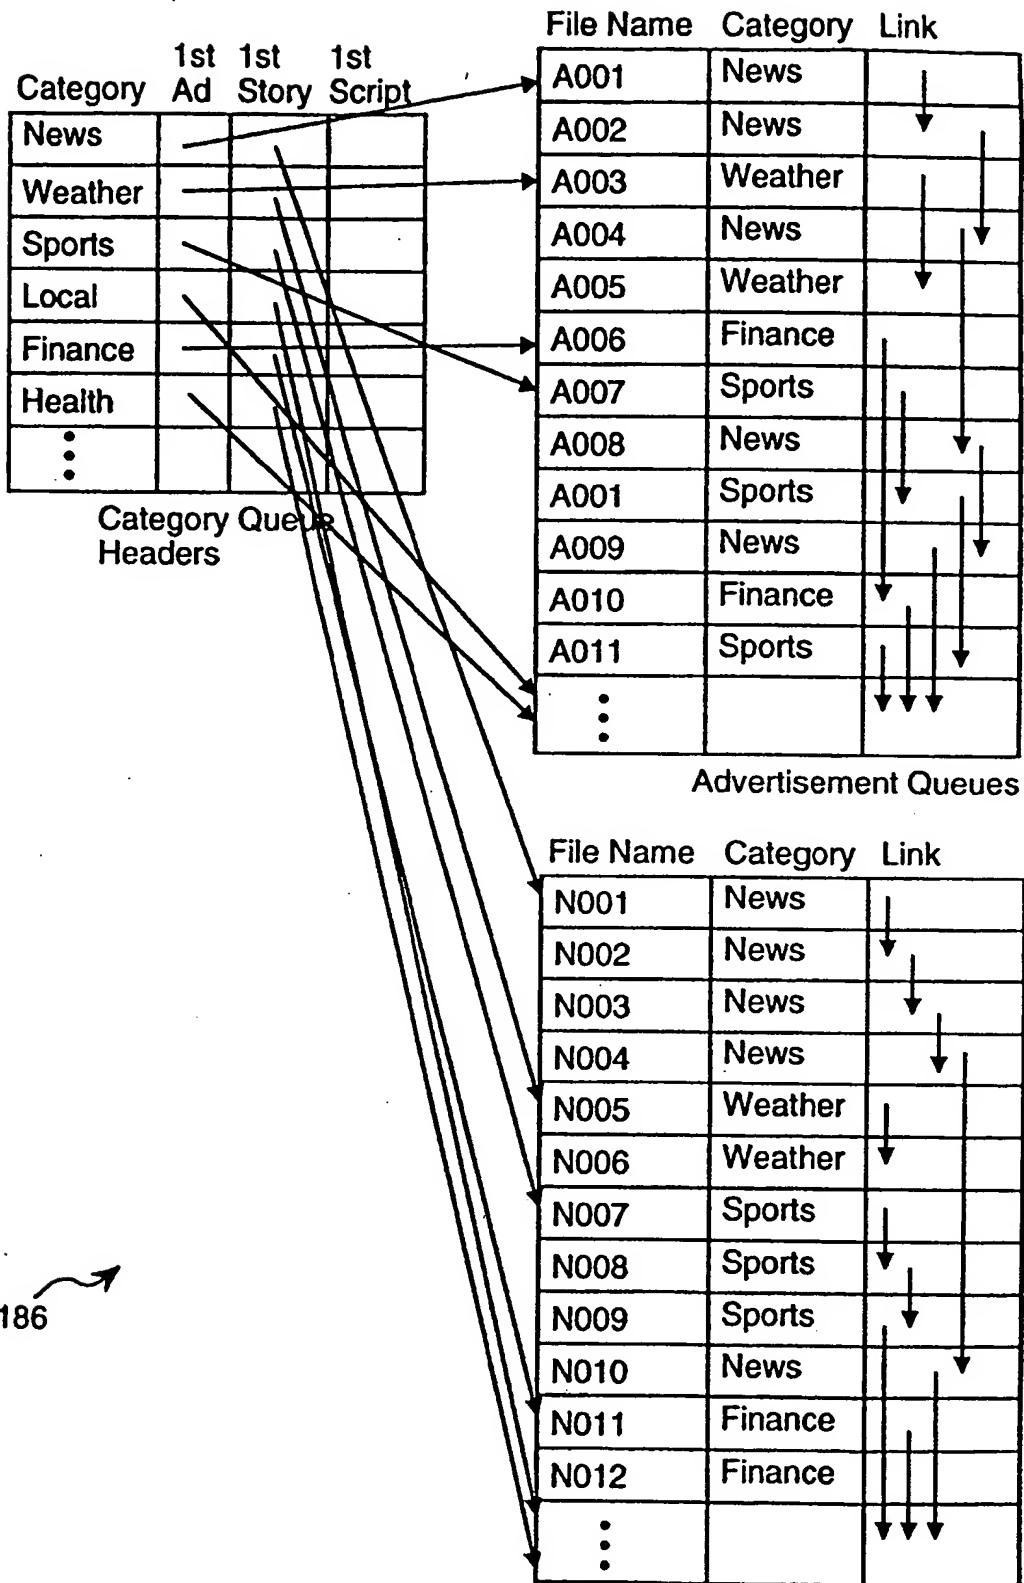 Category 1st Ad 1st Story 1st Script
News
Weather
Sports
Local
Finance
Health
Category Queue
Headers
File Name Category Link
A001 News
A002 News
A003 Weather
A004 News
A005 Weather
A006 Finance
A007 Sports
A008 News
A001 Sports
A009 News
A010 Finance
A011 Sports
Advertisement Queues
File Name Category Link
N001 News
N002 News
N003 News
N004 News
N005 Weather
N006 Weather
N007 Sports
N008 Sports
N009 Sports
N010 News
N011 Finance
N012 Finance
186